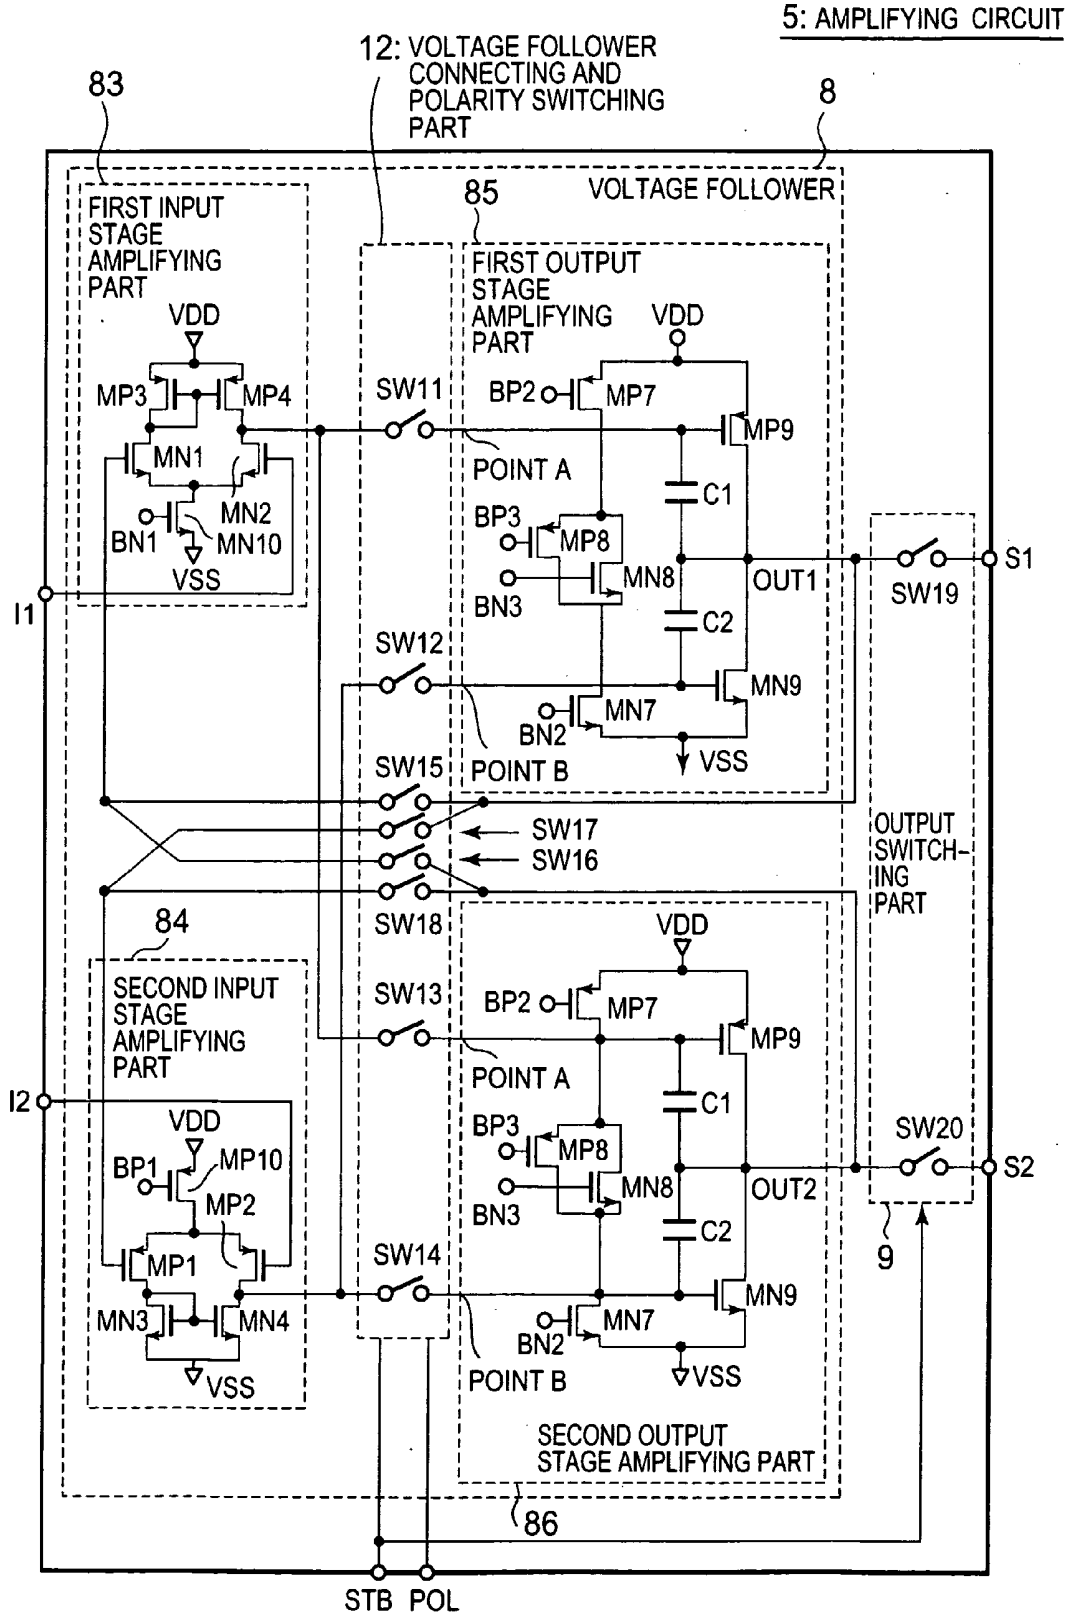 5: AMPLIFYING CIRCUIT
12: VOLTAGE FOLLOWER
CONNECTING AND
POLARITY SWITCHING
PART
83
8
VOLTAGE FOLLOWER
85
FIRST INPUT
STAGE
AMPLIFYING
PART
FIRST OUTPUT
STAGE
AMPLIFYING
PART
VDD
VDD
MP3
MP4
SW11
BP2
MP7
MP9
MN1
POINT A
C1
MN2
BN1
MN10
VSS
BP3
MP8
MN8
BN3
OUT1
SW19
S1
I1
C2
SW12
MN7
MN9
BN2
POINT B
VSS
SW15
SW17
SW16
SW18
OUTPUT
SWITCH-
ING
PART
84
SECOND INPUT
STAGE
AMPLIFYING
PART
VDD
SW13
BP2
MP7
MP9
POINT A
I2
C1
VDD
BP1
MP10
BP3
MP8
MN8
BN3
SW20
S2
OUT2
MP2
MP1
SW14
C2
9
MN3
MN4
MN7
MN9
BN2
VSS
POINT B
VSS
SECOND OUTPUT
STAGE AMPLIFYING PART
86
STB
POL